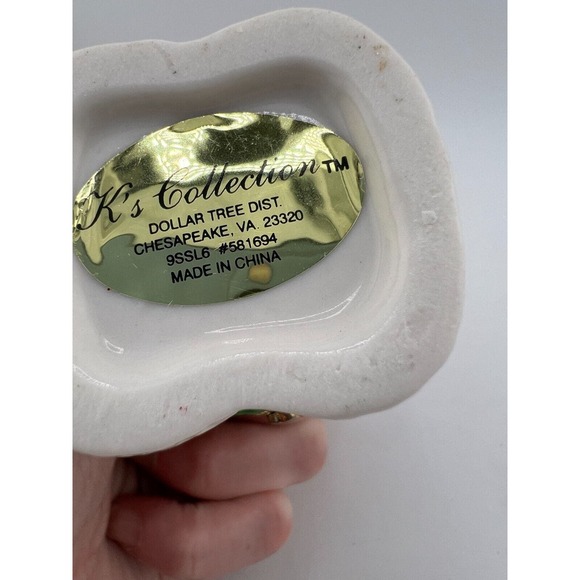 K's Collection™
DOLLAR TREE DIST.
CHESAPEAKE, VA. 23320
9SSL6 #581694
MADE IN CHINA